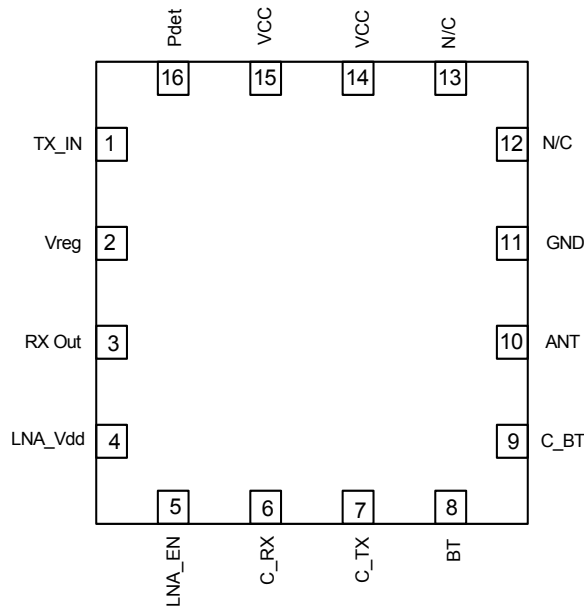 Pdet
VCC
VCC
N/C
16
15
14
13
TX_IN
1
12
N/C
Vreg
2
11
GND
RX Out
3
10
ANT
LNA_Vdd
4
9
C_BT
5
6
7
8
LNA_EN
C_RX
C_TX
BT